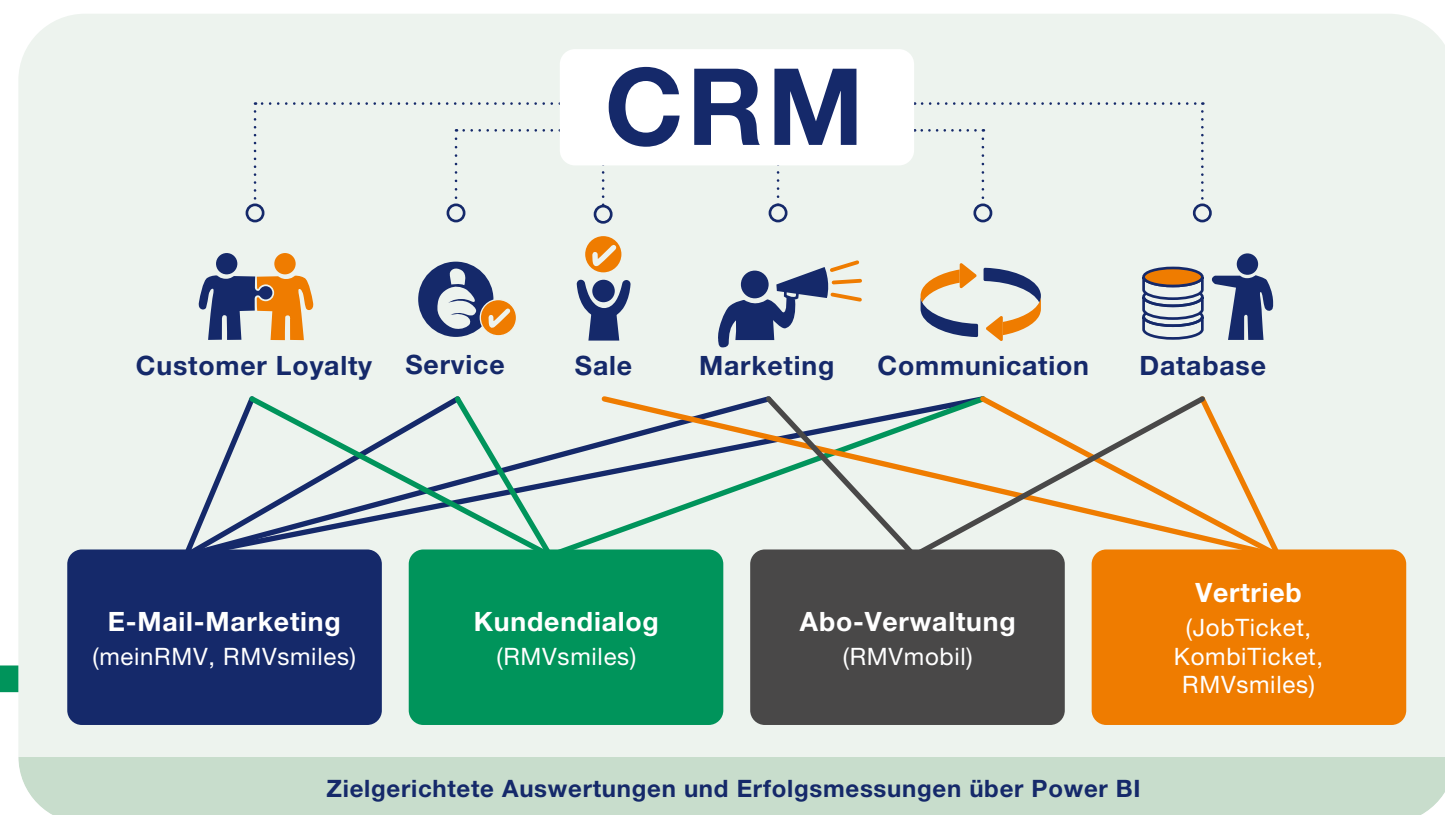 CRM
Customer Loyalty
Service
Sale
Marketing
Communication
Database
E-Mail-Marketing
(meinRMV, RMVsmiles)
Kundendialog
(RMVsmiles)
Abo-Verwaltung
(RMVmobil)
Vertrieb
(JobTicket,
KombiTicket,
RMVsmiles)
Zielgerichtete Auswertungen und Erfolgsmessungen über Power BI